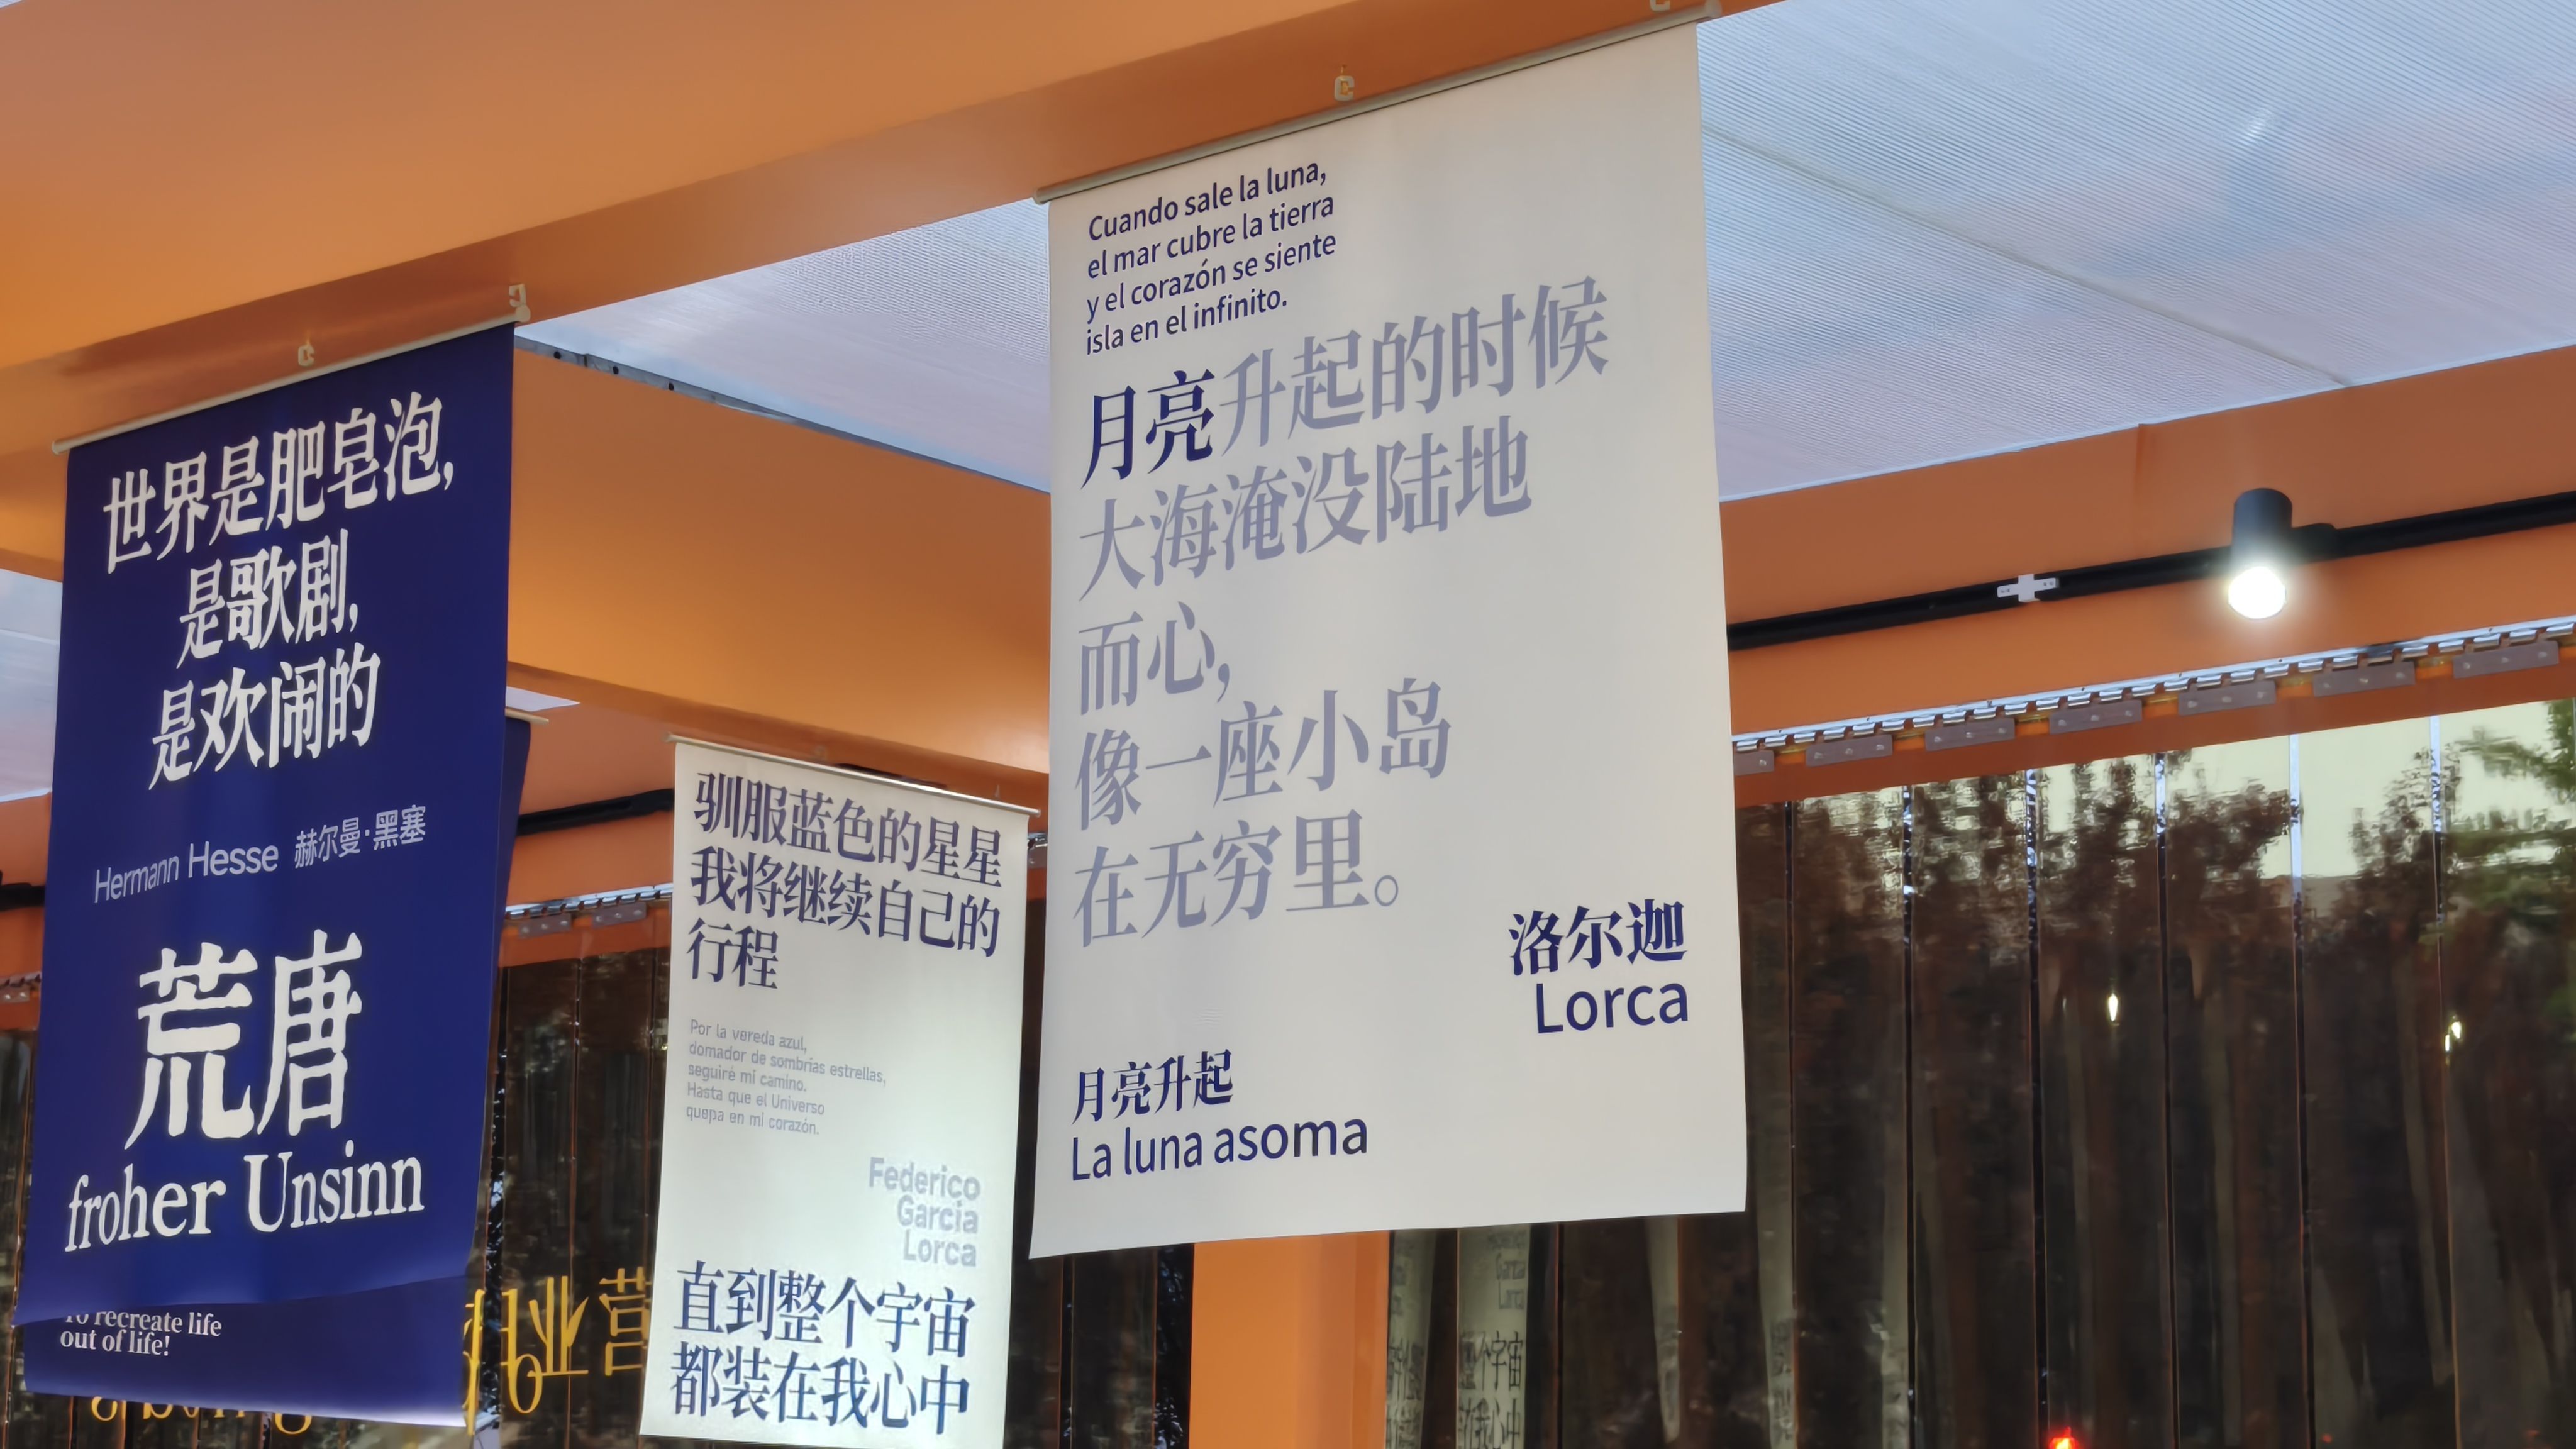 世界是肥皂泡,
是歌剧,
是欢闹的
Hermann Hesse 赫尔曼·黑塞
荒唐
froher Unsinn
To recreate life
out of life!
驯服蓝色的星星
我将继续自己的
行程
Por la vereda azul,
domador de sombrías estrellas,
seguiré mi camino.
Hasta que el Universo
quepa en mi corazón.
Federico
García
Lorca
直到整个宇宙
都装在我心中
Cuando sale la luna,
el mar cubre la tierra
y el corazón se siente
isla en el infinito.
月亮升起的时候
大海淹没陆地
而心,
像一座小岛
在无穷里。
洛尔迦
Lorca
月亮升起
La luna asoma
业营